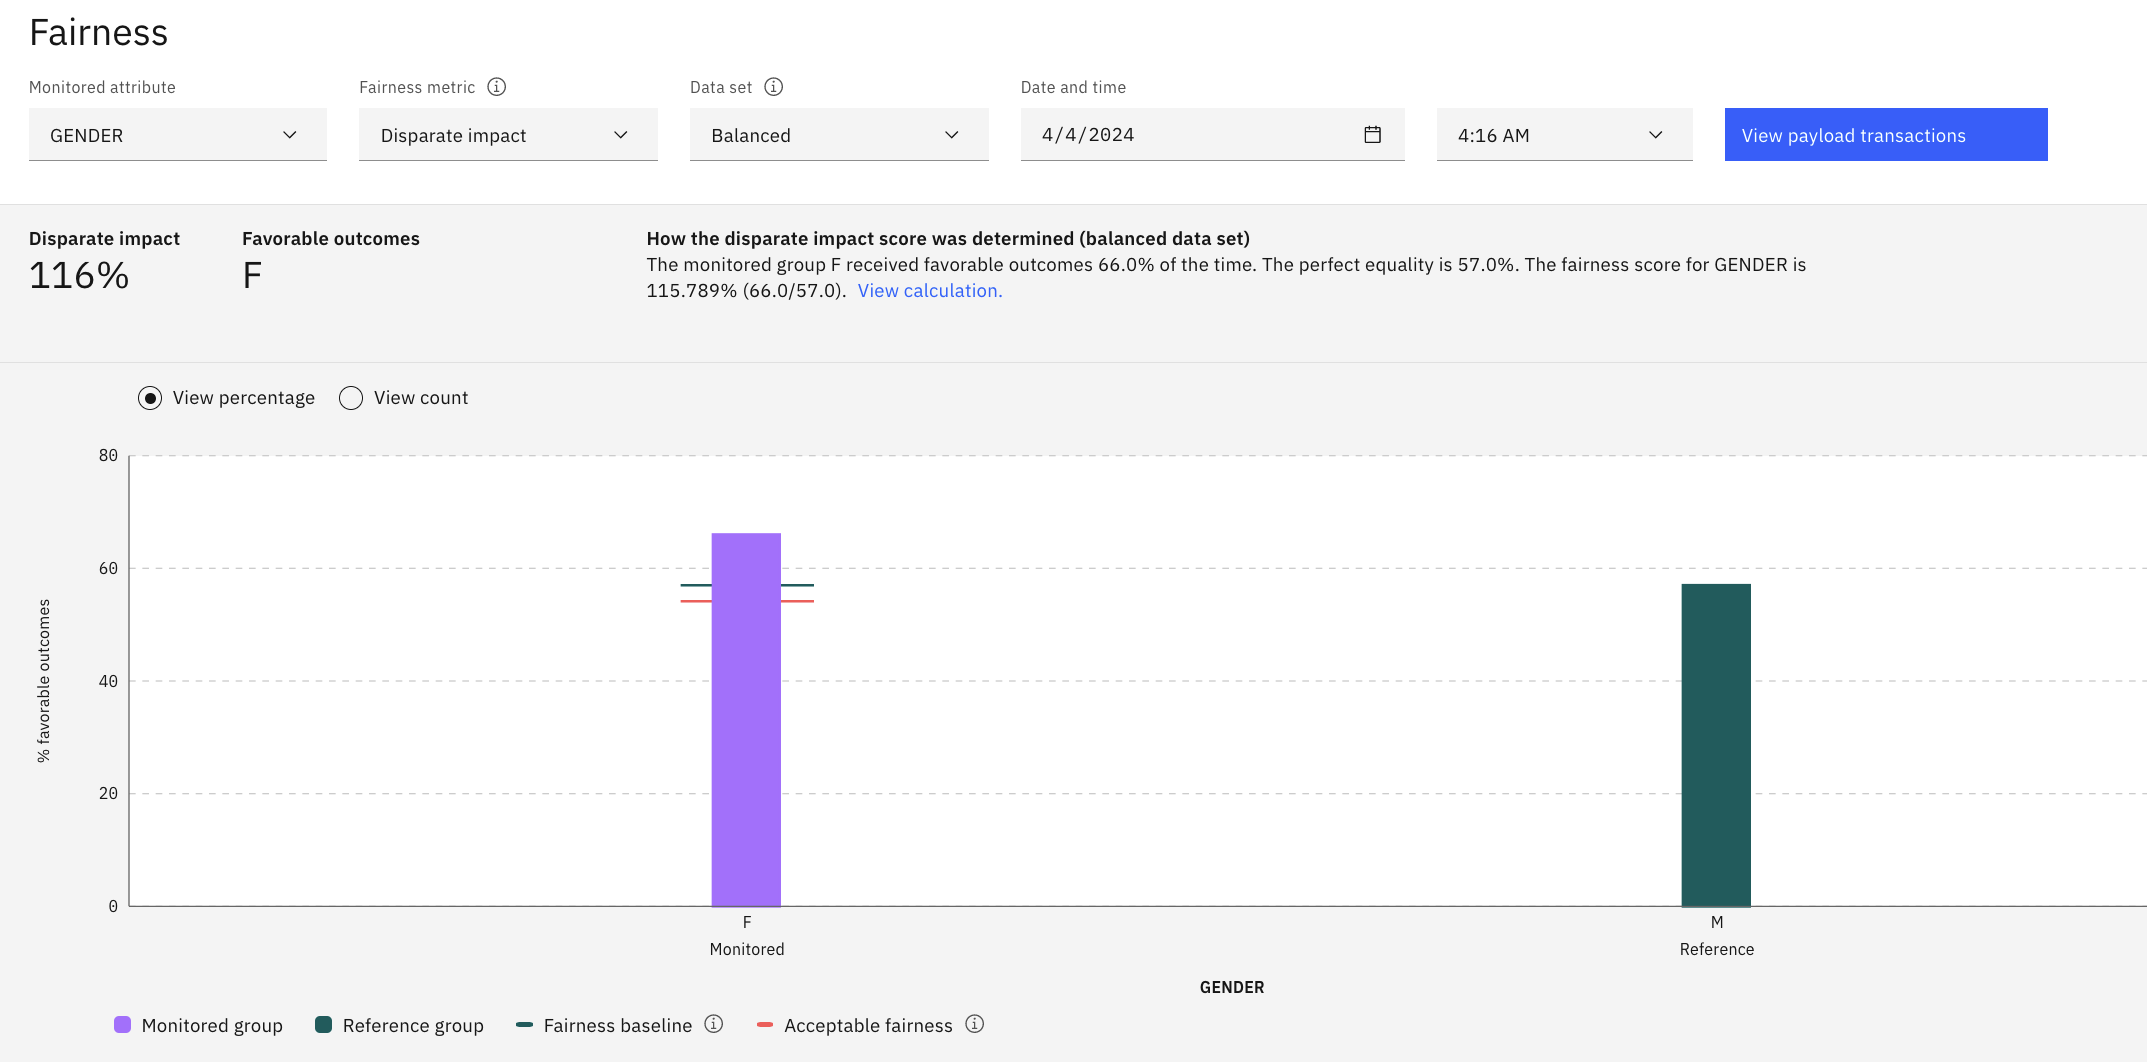 Fairness
Monitored attribute
Fairness metric
Data set
Date and time
GENDER
Disparate impact
Balanced
4/4/2024
4:16 AM
View payload transactions
Disparate impact
116%
Favorable outcomes
F
How the disparate impact score was determined (balanced data set)
The monitored group F received favorable outcomes 66.0% of the time. The perfect equality is 57.0%. The fairness score for GENDER is
115.789% (66.0/57.0). View calculation.
View percentage
View count
80
60
40
20
0
% favorable outcomes
F
Monitored
M
Reference
GENDER
Monitored group
Reference group
Fairness baseline
Acceptable fairness